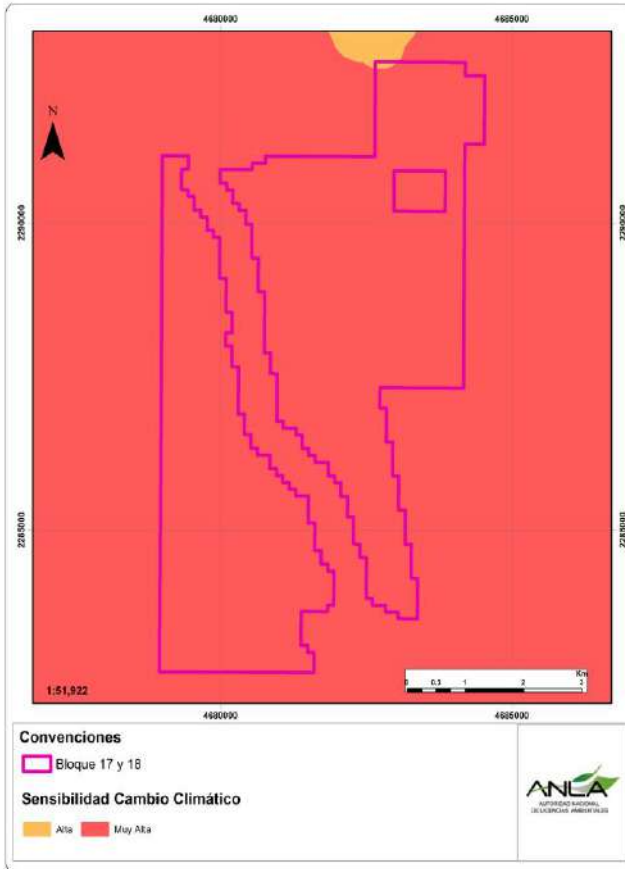 4680000 4685000
N
2290000 2290000
2285000 2285000
Km
0 0,5 1 2 3
1:51,922
4680000 4685000
Convenciones
Bloque 17 y 18
Sensibilidad Cambio Climático
Alta Muy Alta
ANLA
AUTORIDAD NACIONAL
DE LICENCIAS AMBIENTALES